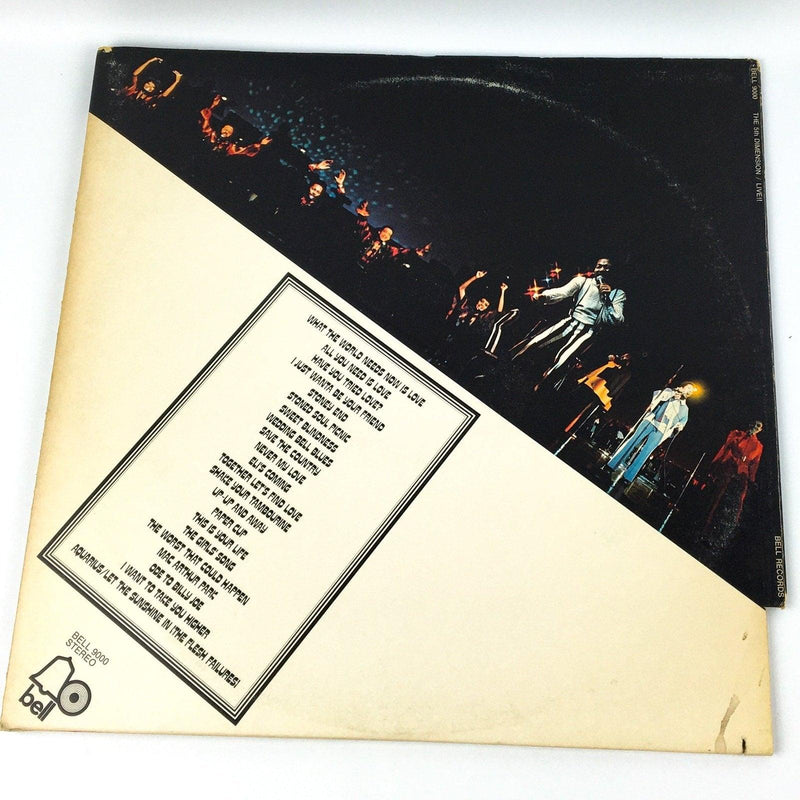 BELL 9000
THE 5th DIMENSION / LIVE!!
BELL RECORDS
WHAT THE WORLD NEEDS NOW IS LOVE
ALL YOU NEED IS LOVE
HAVE YOU TRIED LOVE?
I JUST WANTA BE YOUR FRIEND
STONEY END
STONED SOUL PICNIC
SWEET BLINDNESS
WEDDING BELL BLUES
SAVE THE COUNTRY
NEVER MY LOVE
ELI'S COMING
TOGETHER LET'S FIND LOVE
SHAKE YOUR TAMBOURINE
UP-UP AND AWAY
PAPER CUP
THIS IS YOUR LIFE
THE GIRLS SONG
THE WORST THAT COULD HAPPEN
MAC ARTHUR PARK
ODE TO BILLY JOE
I WANT TO TAKE YOU HIGHER
AQUARIUS/LET THE SUNSHINE IN (THE FLESH FAILURES)
BELL 9000
STEREO
bell